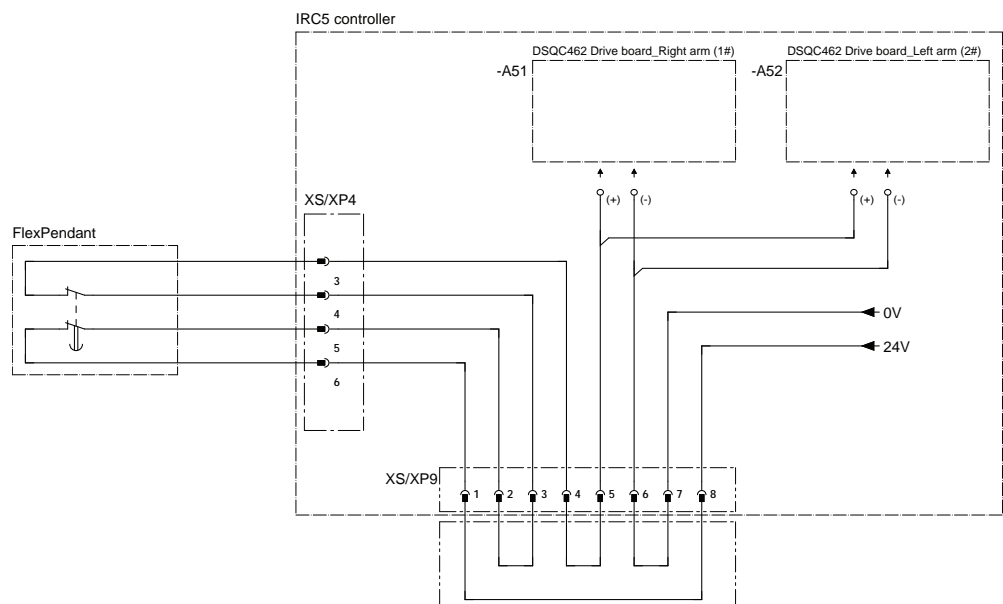 IRC5 controller
DSQC462 Drive board_Right arm (1#)
DSQC462 Drive board_Left arm (2#)
-A51
-A52
XS/XP4
(+)
(-)
(+)
(-)
FlexPendant
3
4
0V
5
24V
6
XS/XP9
1 2 3 4 5 6 7 8